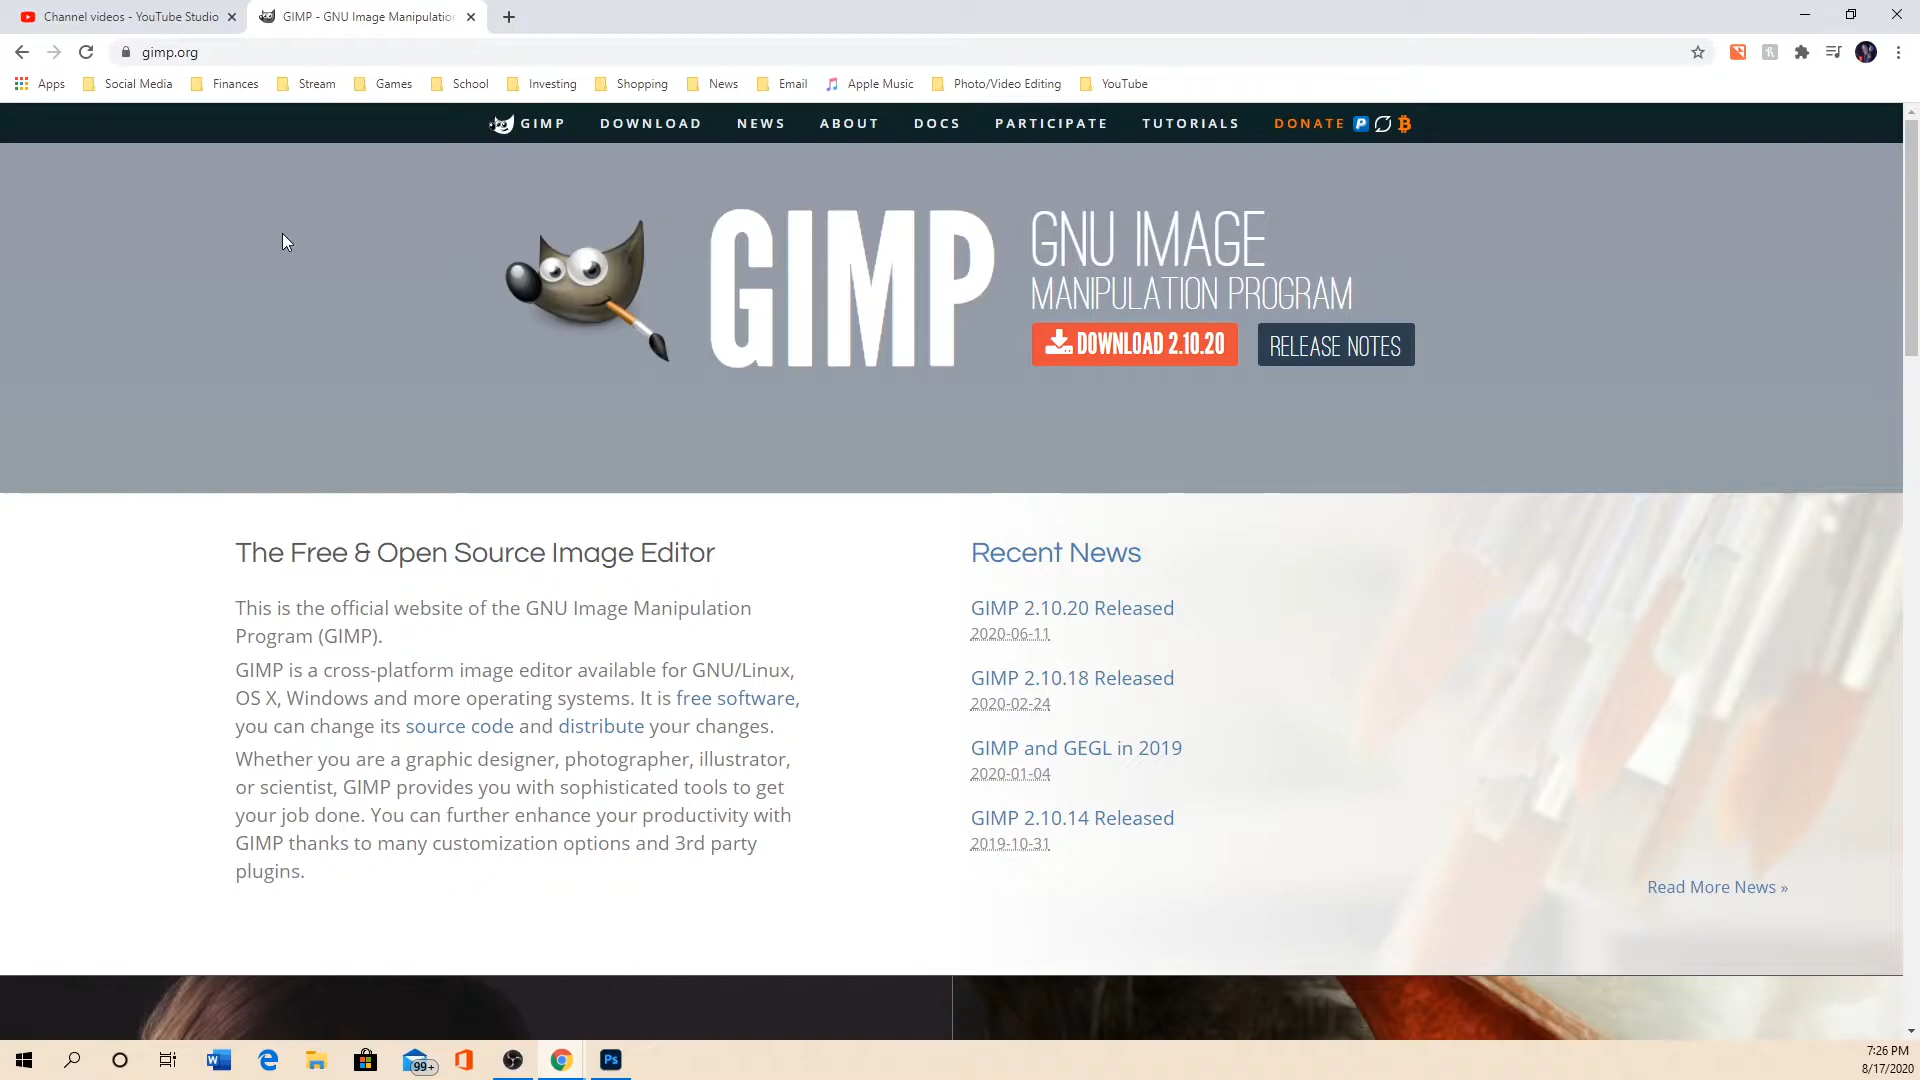 Channel videos - YouTube Studio
GIMP - GNU Image Manipulation
gimp.org
Apps Social Media Finances Stream Games School Investing Shopping News Email Apple Music Photo/Video Editing YouTube
GIMP DOWNLOAD NEWS ABOUT DOCS PARTICIPATE TUTORIALS DONATE
GIMP
GNU IMAGE
MANIPULATION PROGRAM
DOWNLOAD 2.10.20 RELEASE NOTES
The Free & Open Source Image Editor
This is the official website of the GNU Image Manipulation
Program (GIMP).
GIMP is a cross-platform image editor available for GNU/Linux,
OS X, Windows and more operating systems. It is free software,
you can change its source code and distribute your changes.
Whether you are a graphic designer, photographer, illustrator,
or scientist, GIMP provides you with sophisticated tools to get
your job done. You can further enhance your productivity with
GIMP thanks to many customization options and 3rd party
plugins.
Recent News
GIMP 2.10.20 Released
2020-06-11
GIMP 2.10.18 Released
2020-02-24
GIMP and GEGL in 2019
2020-01-04
GIMP 2.10.14 Released
2019-10-31
Read More News »
99+
Ps
7:26 PM
8/17/2020